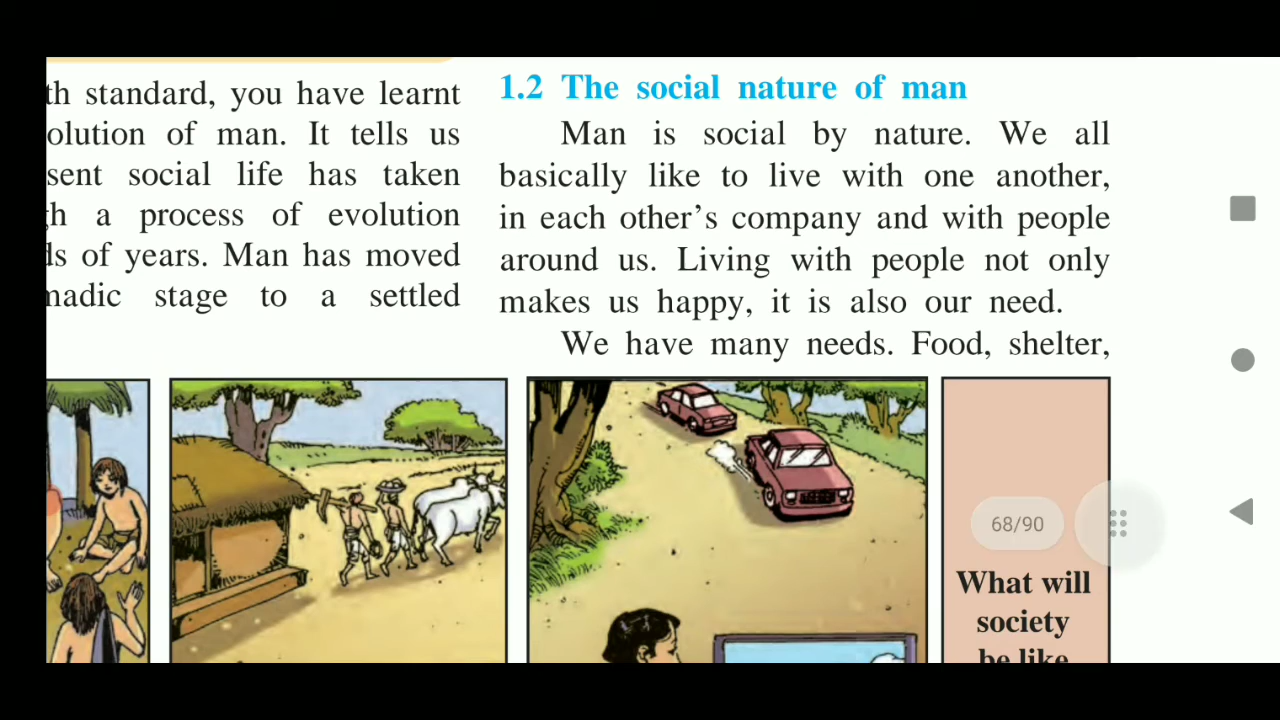 th standard, you have learnt
olution of man. It tells us
sent social life has taken
h a process of evolution
ds of years. Man has moved
madic stage to a settled
1.2 The social nature of man
Man is social by nature. We all
basically like to live with one another,
in each other's company and with people
around us. Living with people not only
makes us happy, it is also our need.
We have many needs. Food, shelter,
68/90
What will
society
be like